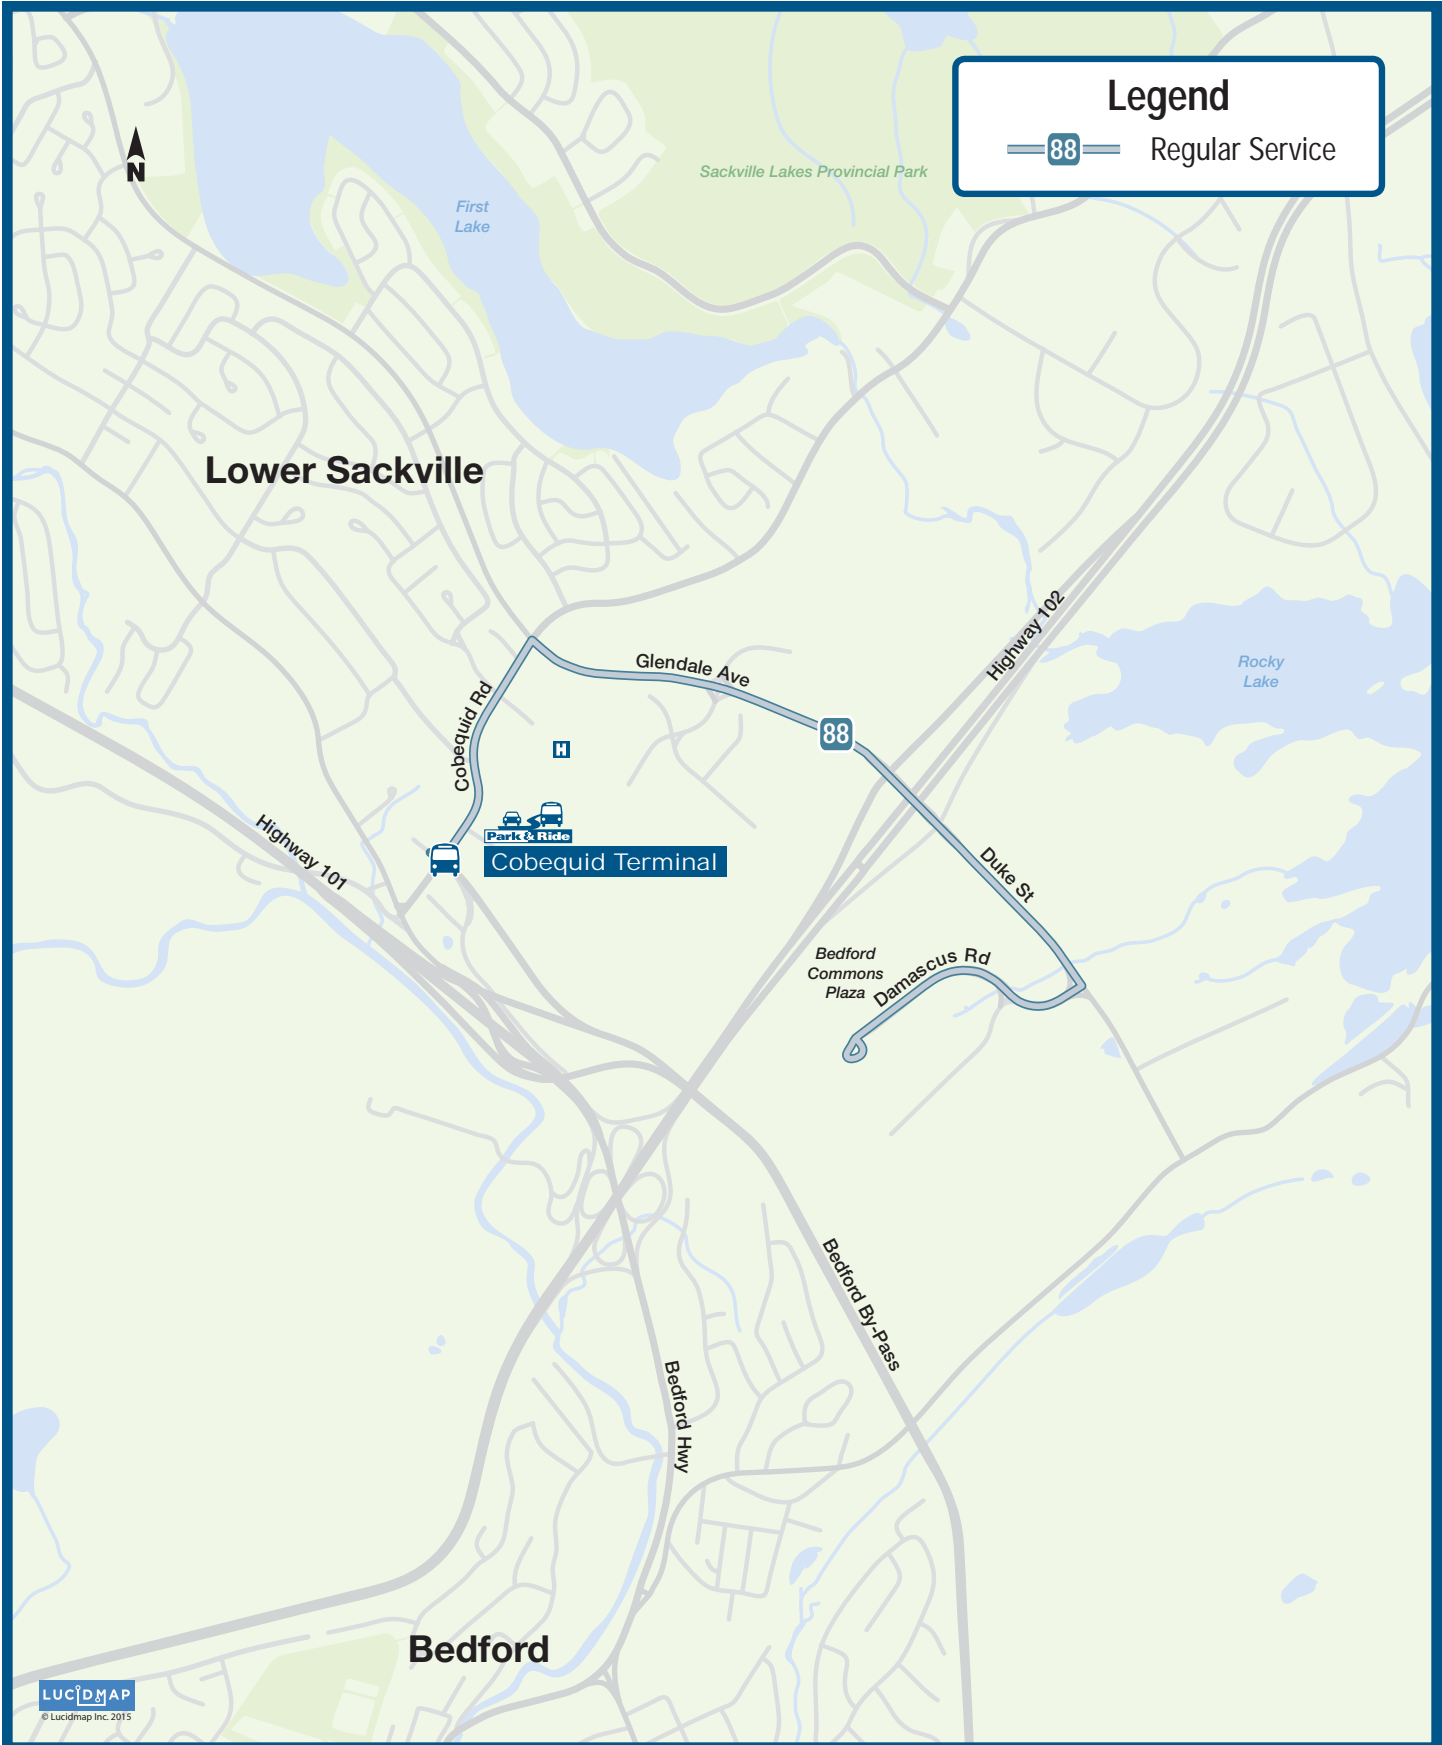 Legend
88 Regular Service
N
Sackville Lakes Provincial Park
First
Lake
Lower Sackville
Highway 102
Rocky
Lake
Glendale Ave
Cobequid Rd
88
H
Park & Ride
Cobequid Terminal
Highway 101
Duke St
Bedford
Commons
Plaza
Damascus Rd
Bedford By-Pass
Bedford Hwy
Bedford
LUCIDMAP
© Lucidmap Inc. 2015